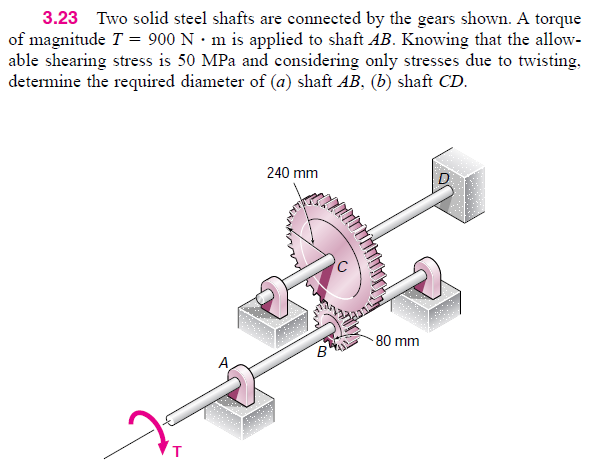 3.23 Two solid steel shafts are connected by the gears shown. A torque
of magnitude T = 900 N · m is applied to shaft AB. Knowing that the allow-
able shearing stress is 50 MPa and considering only stresses due to twisting,
determine the required diameter of (a) shaft AB, (b) shaft CD.
240 mm
D
C
80 mm
B
A
T